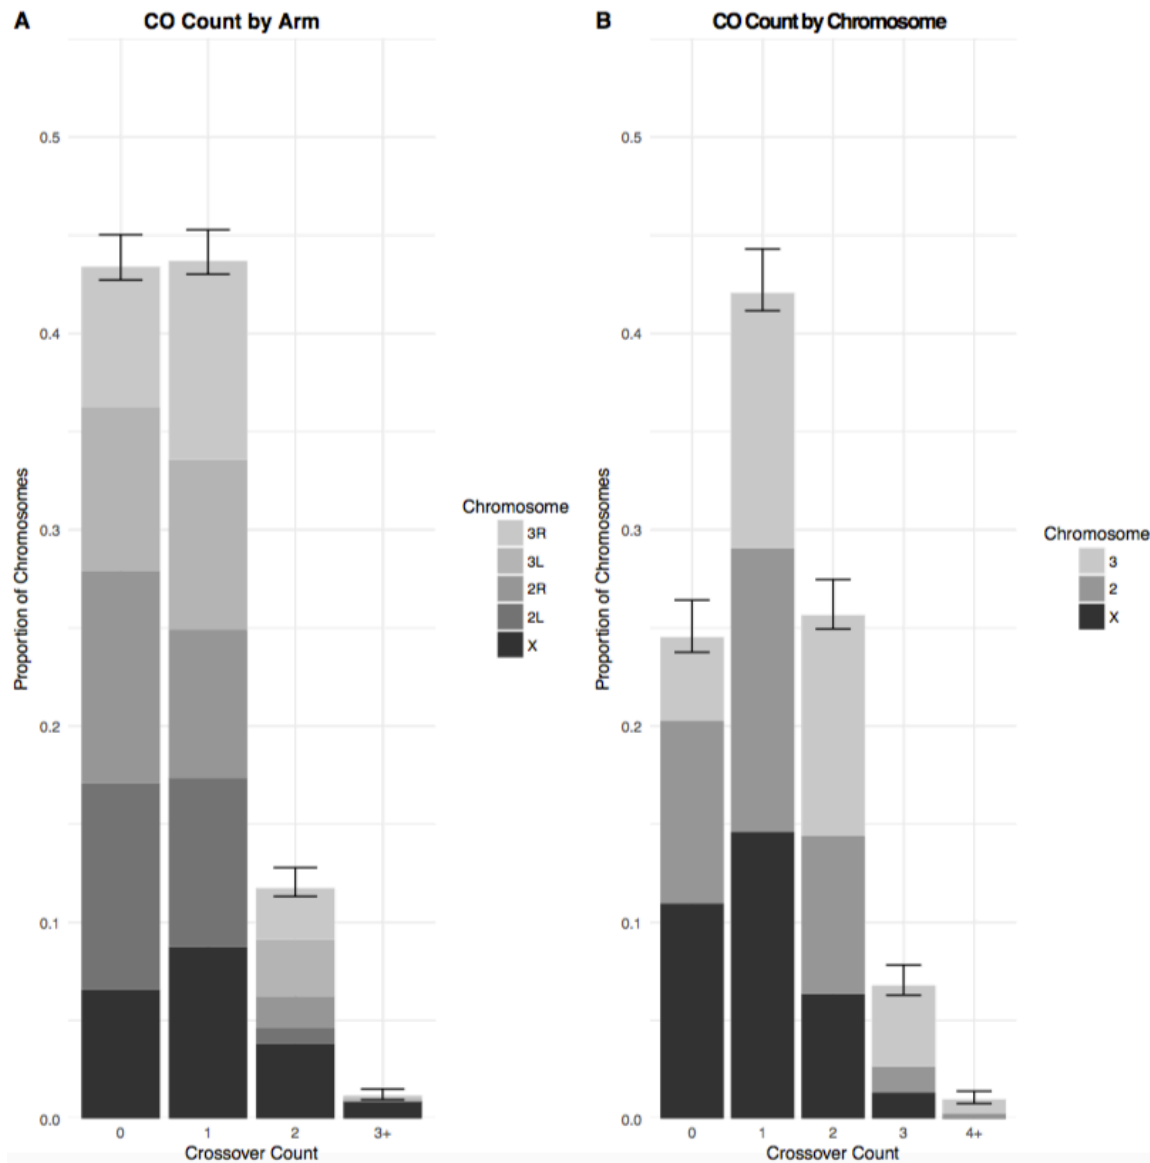 A
CO Count by Arm
0.5
0.4
0.3
0.2
0.1
0.0
Proportion of Chromosomes
0 1 2 3+
Crossover Count
Chromosome
3R
3L
2R
2L
X
B
CO Count by Chromosome
0.5
0.4
0.3
0.2
0.1
0.0
Proportion of Chromosomes
0 1 2 3 4+
Crossover Count
Chromosome
3
2
X